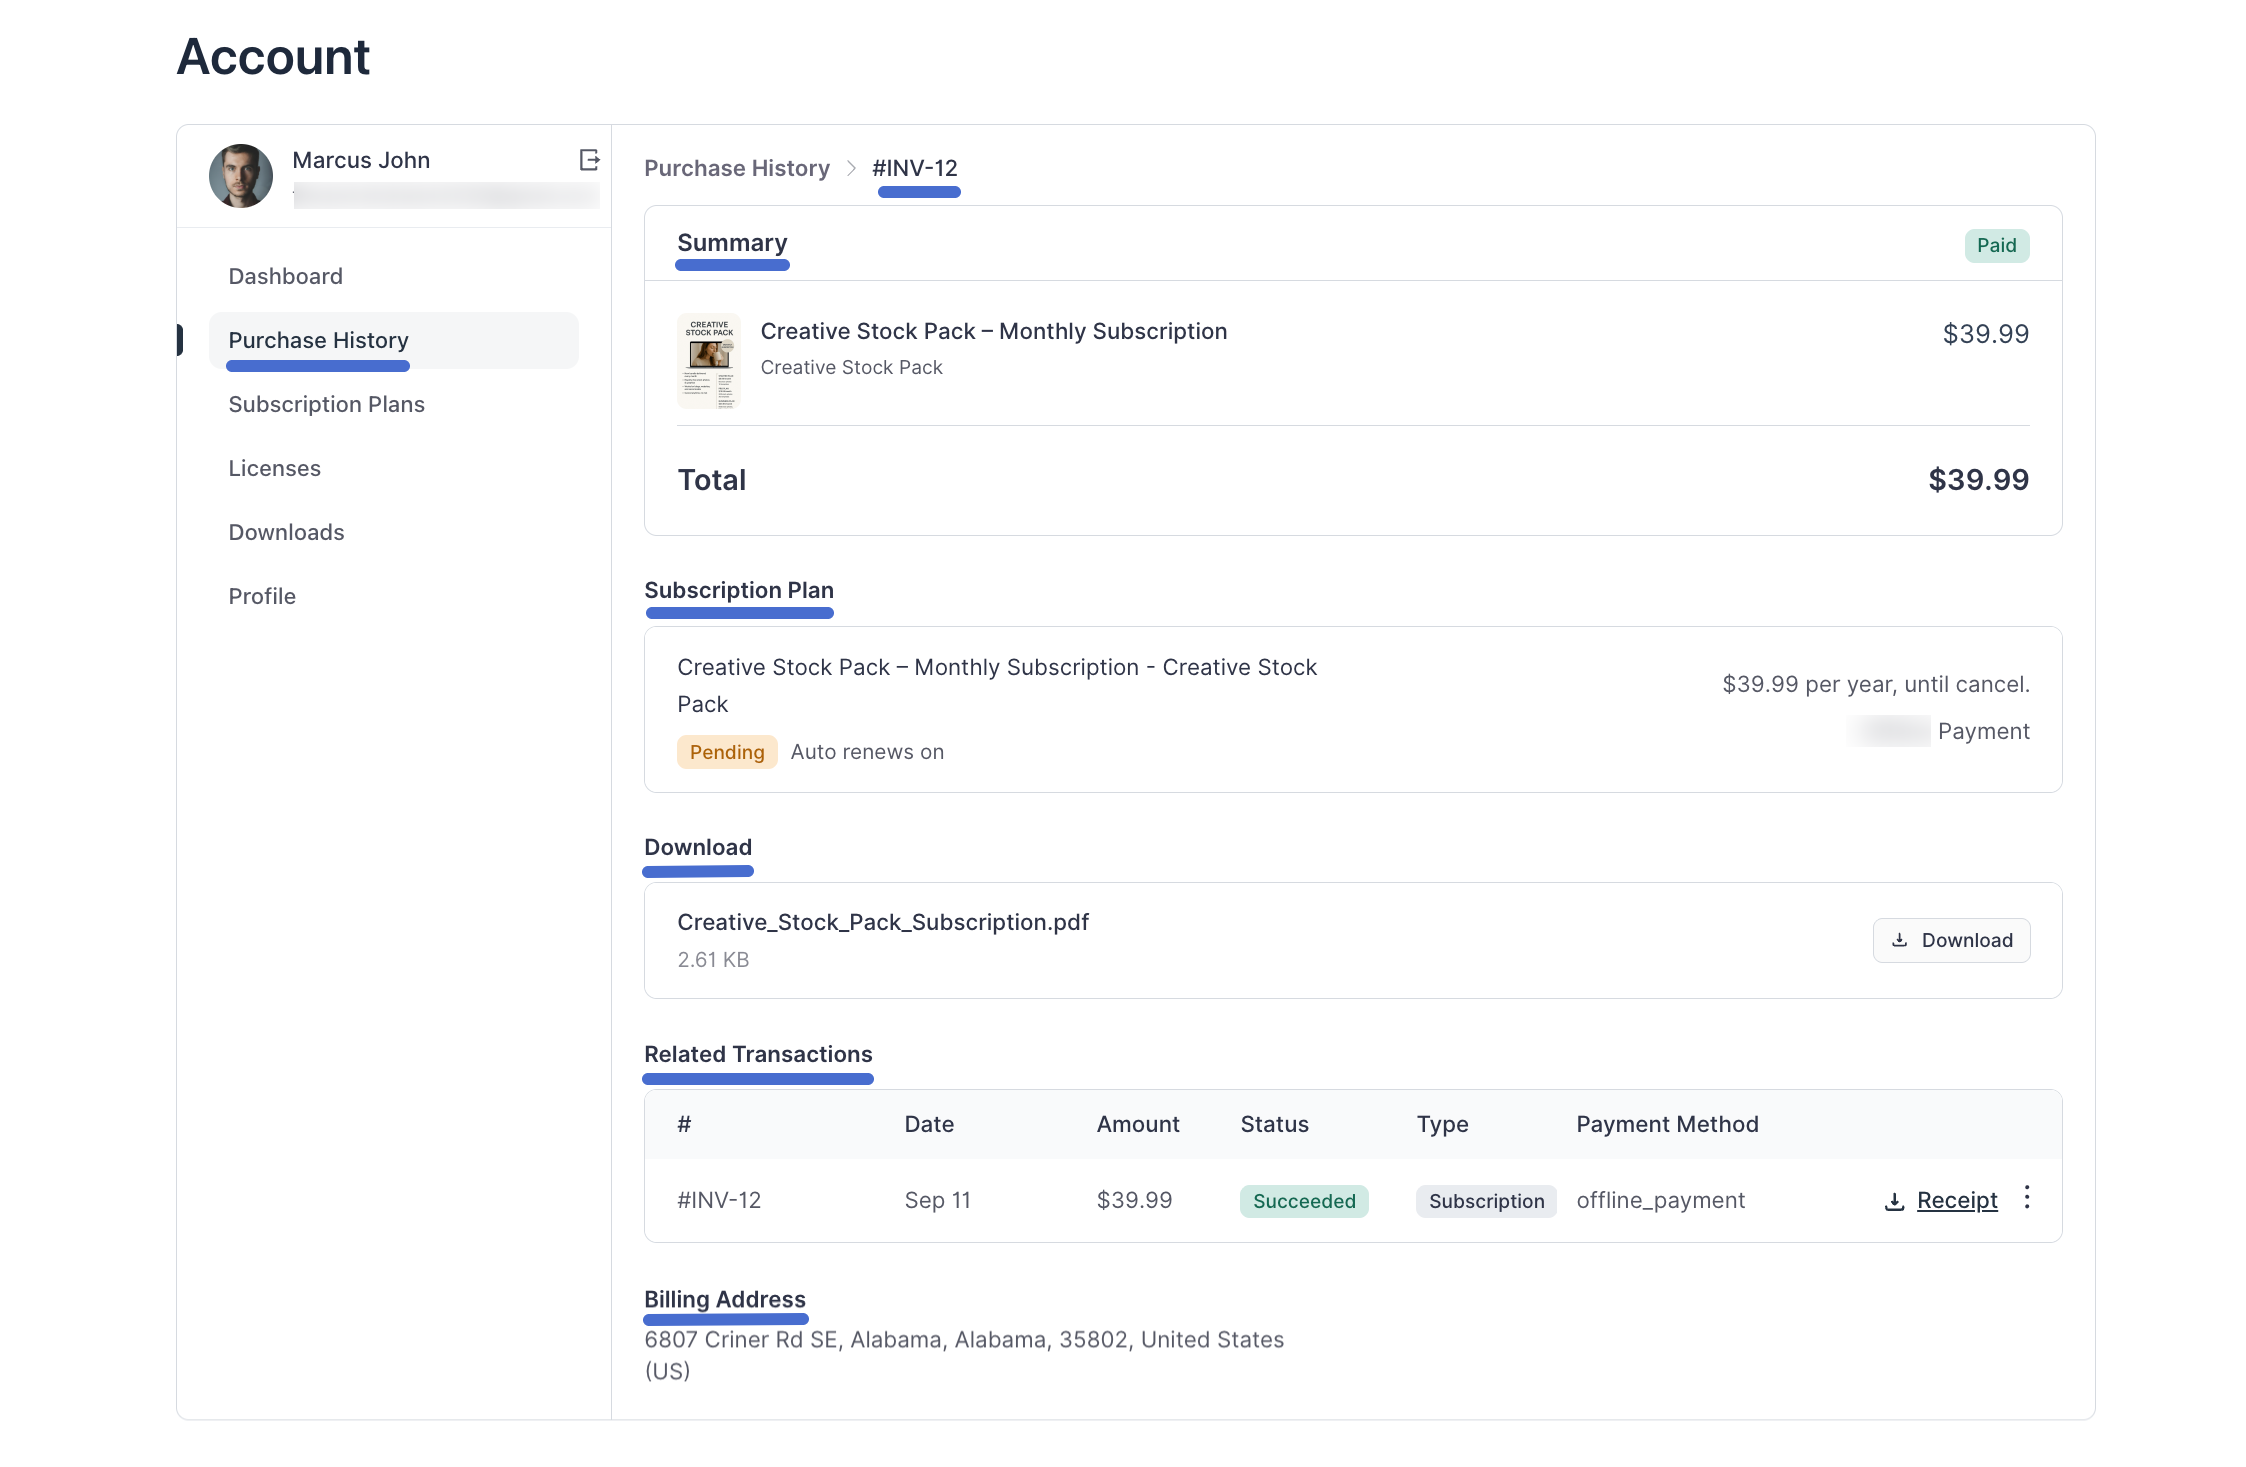 Account
Marcus John
Dashboard
Purchase History
Subscription Plans
Licenses
Downloads
Profile
Purchase History > #INV-12
Summary
Paid
CREATIVE
STOCK PACK
Creative Stock Pack – Monthly Subscription
$39.99
Creative Stock Pack
Total
$39.99
Subscription Plan
Creative Stock Pack – Monthly Subscription - Creative Stock
Pack
$39.99 per year, until cancel.
Payment
Pending
Auto renews on
Download
Creative_Stock_Pack_Subscription.pdf
2.61 KB
Download
Related Transactions
# Date Amount Status Type Payment Method
#INV-12 Sep 11 $39.99 Succeeded Subscription offline_payment Receipt
Billing Address
6807 Criner Rd SE, Alabama, Alabama, 35802, United States
(US)